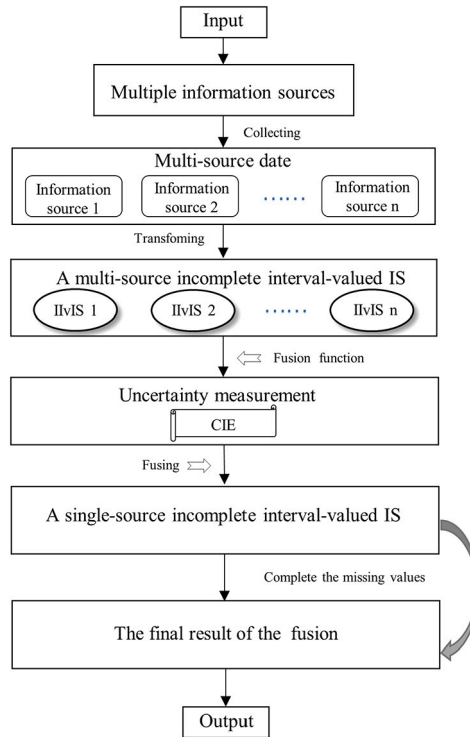 Input
Multiple information sources
Collecting
Multi-source date
Information
source 1
Information
source 2
······
Information
source n
Transfoming
A multi-source incomplete interval-valued IS
IIvIS 1
IIvIS 2
······
IIvIS n
Fusion function
Uncertainty measurement
CIE
Fusing
A single-source incomplete interval-valued IS
Complete the missing values
The final result of the fusion
Output